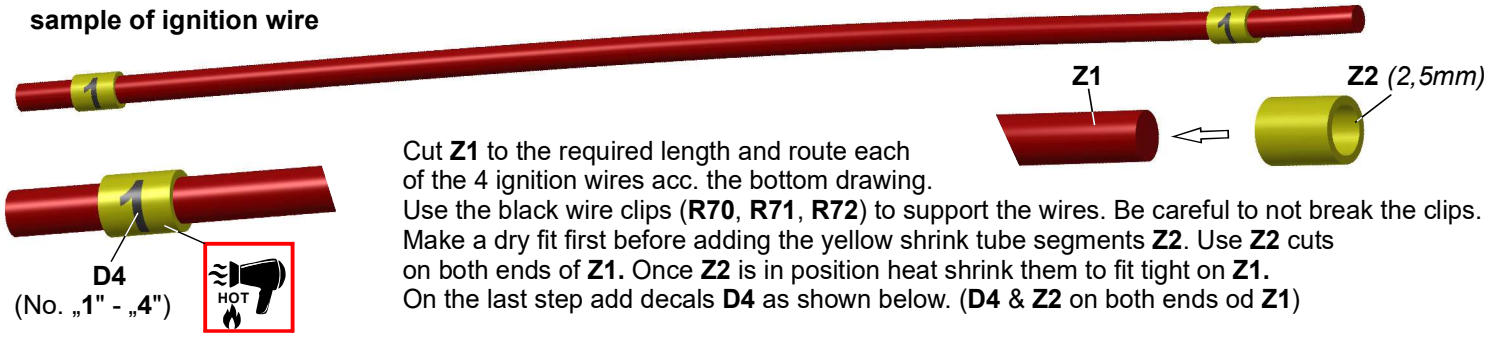 sample of ignition wire
1
1
Z1
Z2 (2,5mm)
Cut Z1 to the required length and route each
of the 4 ignition wires acc. the bottom drawing.
Use the black wire clips (R70, R71, R72) to support the wires. Be careful to not break the clips.
Make a dry fit first before adding the yellow shrink tube segments Z2. Use Z2 cuts
on both ends of Z1. Once Z2 is in position heat shrink them to fit tight on Z1.
On the last step add decals D4 as shown below. (D4 & Z2 on both ends od Z1)
1
D4
(No. „1" - „4")
HOT